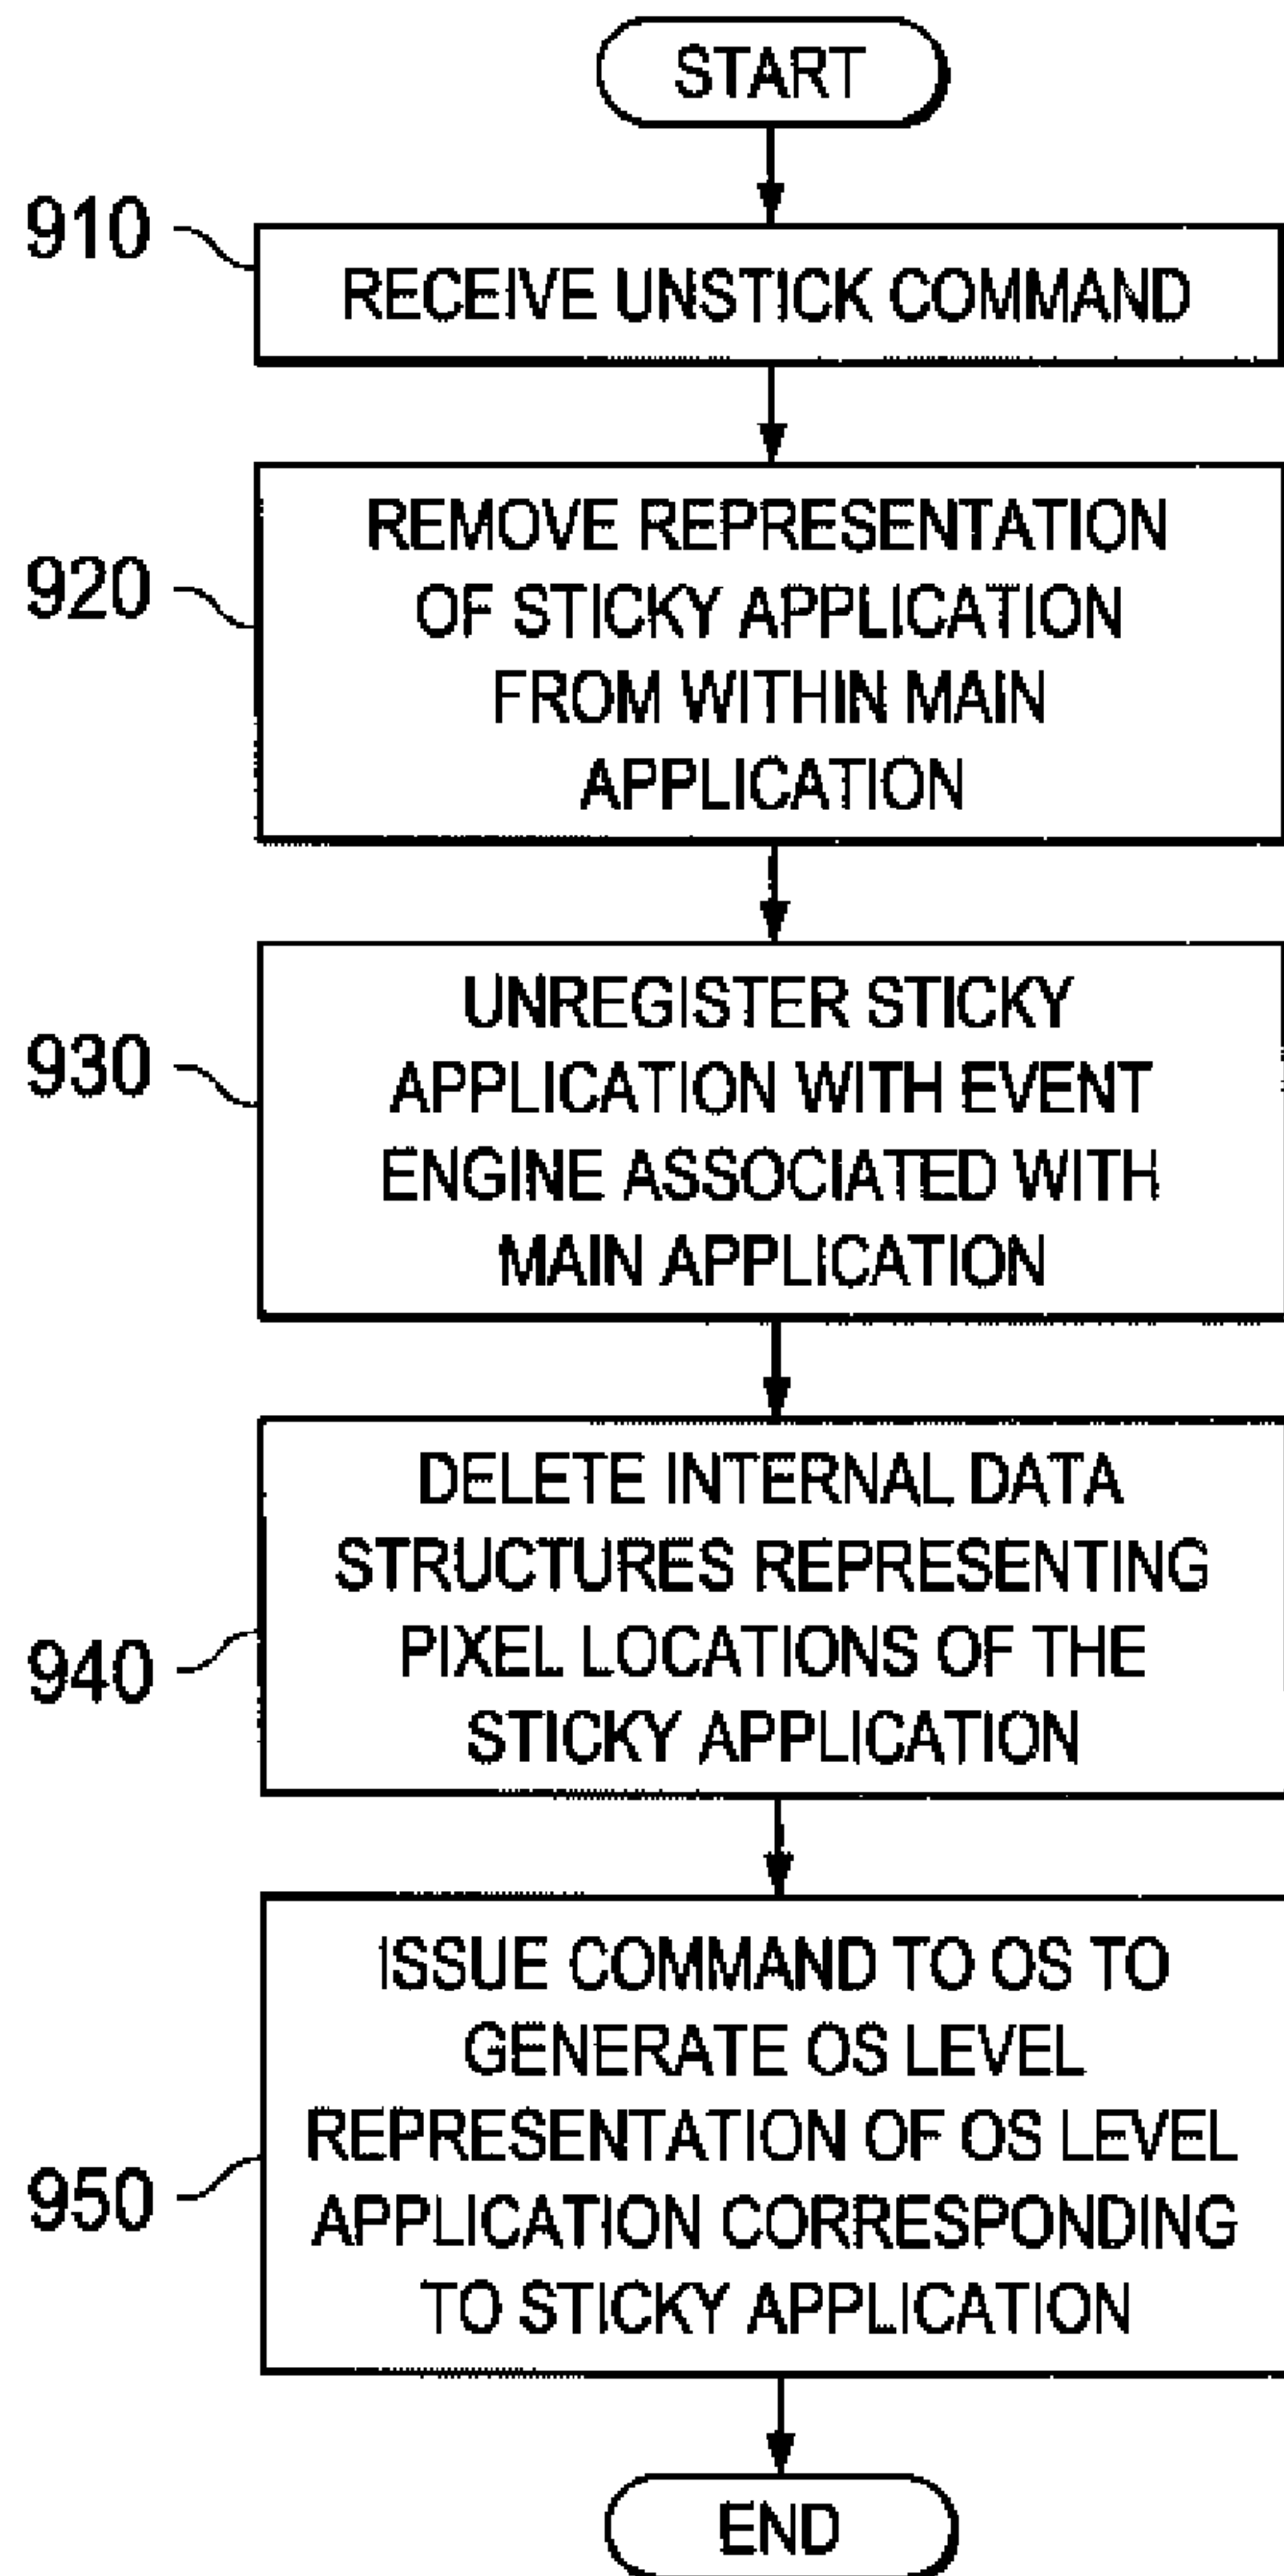 START
910
RECEIVE UNSTICK COMMAND
920
REMOVE REPRESENTATION
OF STICKY APPLICATION
FROM WITHIN MAIN
APPLICATION
930
UNREGISTER STICKY
APPLICATION WITH EVENT
ENGINE ASSOCIATED WITH
MAIN APPLICATION
940
DELETE INTERNAL DATA
STRUCTURES REPRESENTING
PIXEL LOCATIONS OF THE
STICKY APPLICATION
950
ISSUE COMMAND TO OS TO
GENERATE OS LEVEL
REPRESENTATION OF OS LEVEL
APPLICATION CORRESPONDING
TO STICKY APPLICATION
END